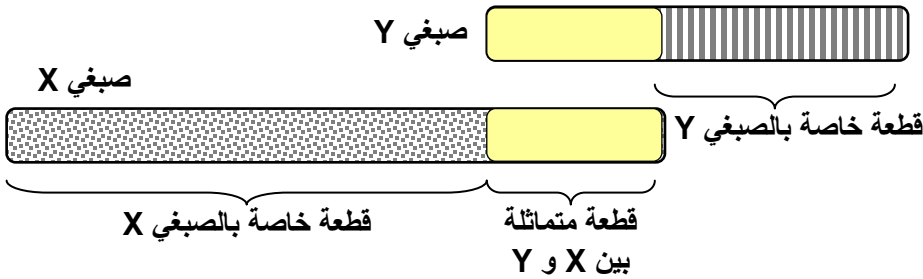 صبغي Y
صبغي X
قطعة خاصة بالصبغي Y
قطعة خاصة بالصبغي X
قطعة متماثلة
بين X و Y